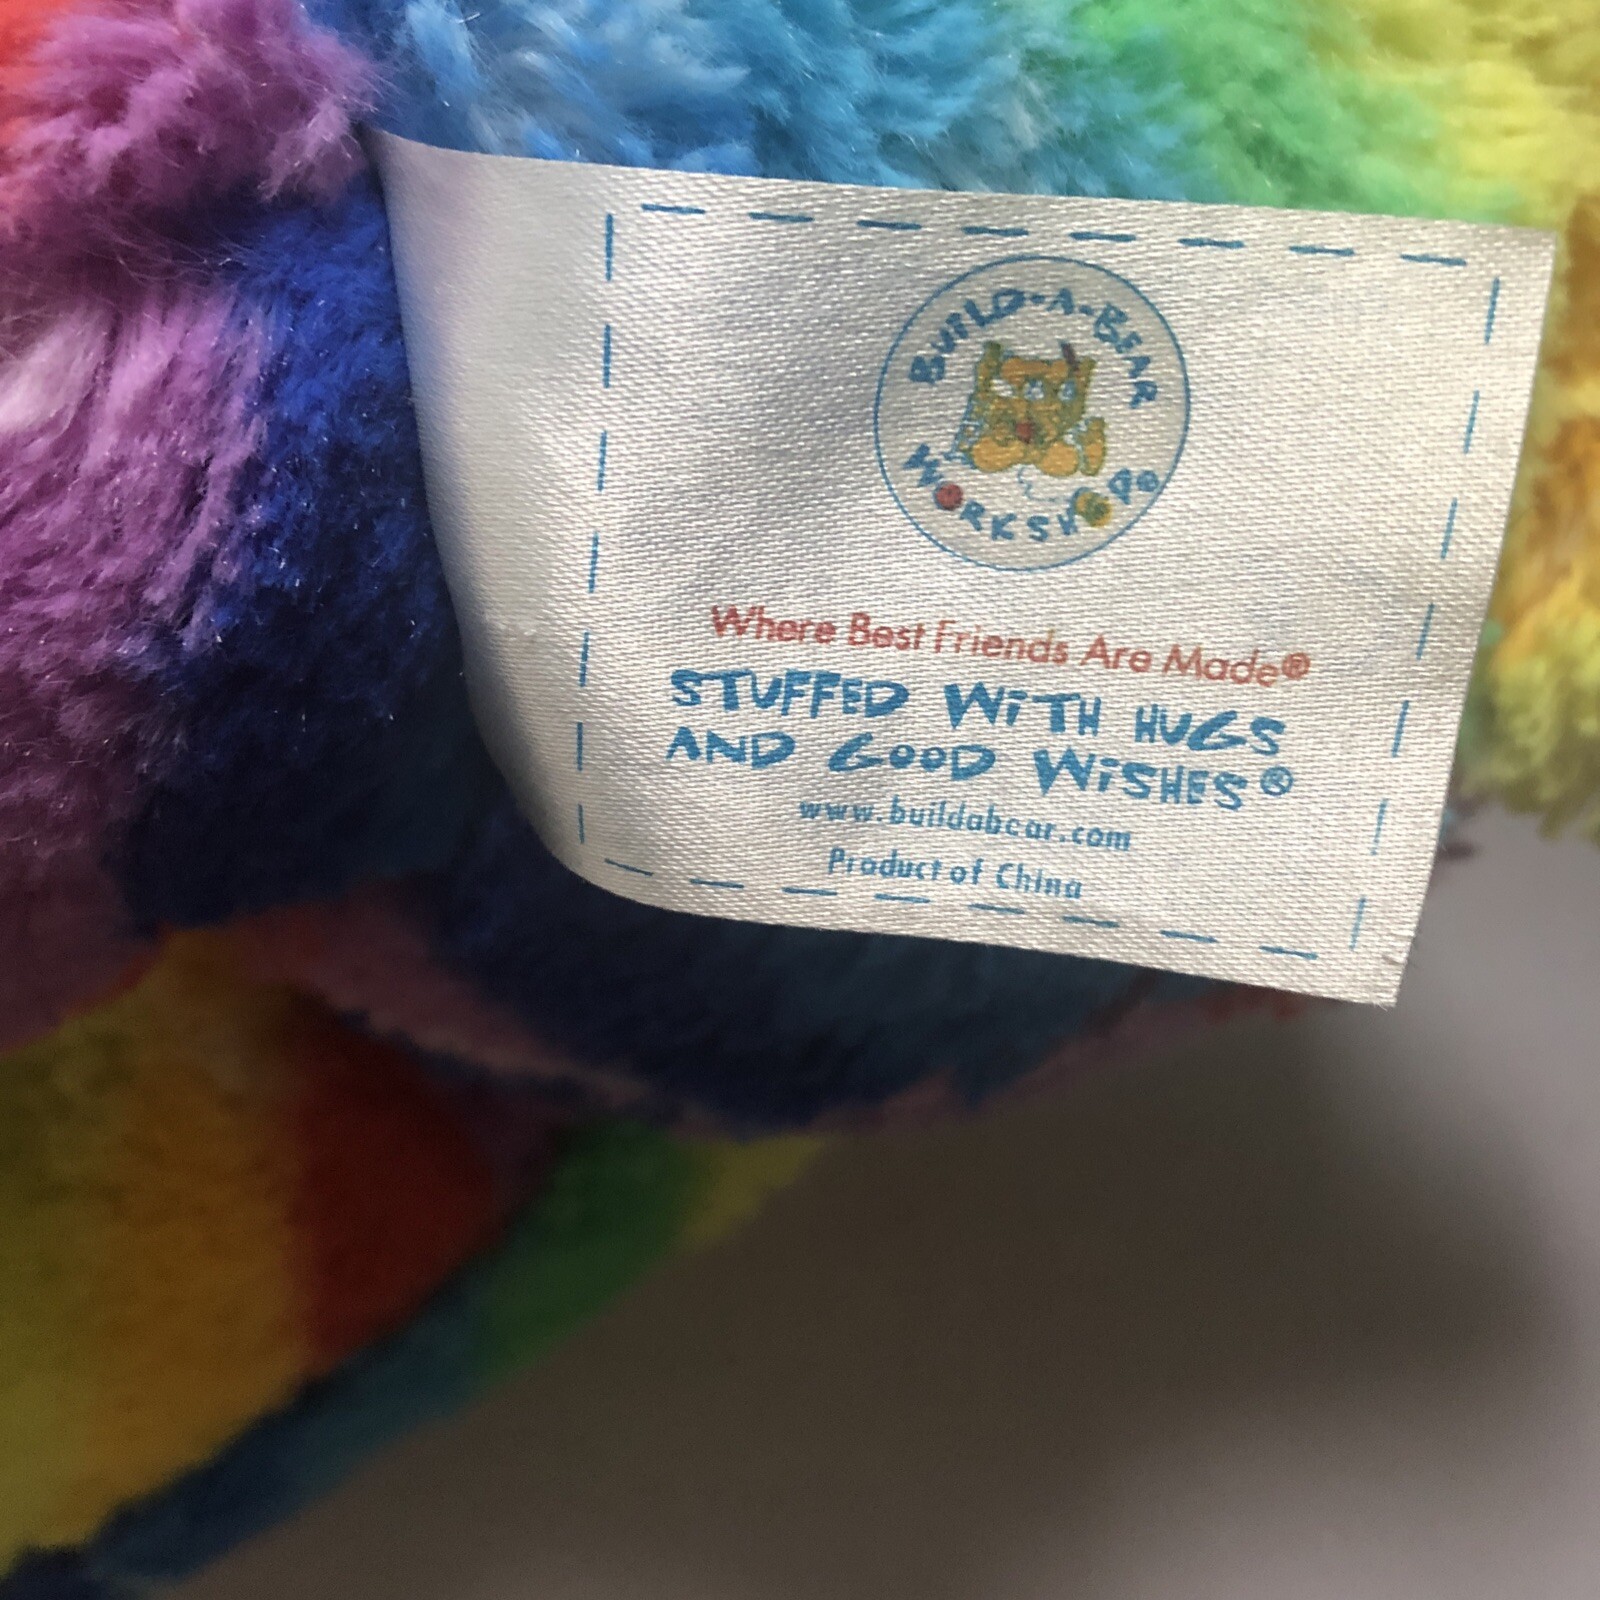 BUILD-A-BEAR
WORKSHOP®
Where Best Friends Are Made®
STUFFED WITH HUGS
AND GOOD WISHES®
www.buildabear.com
Product of China